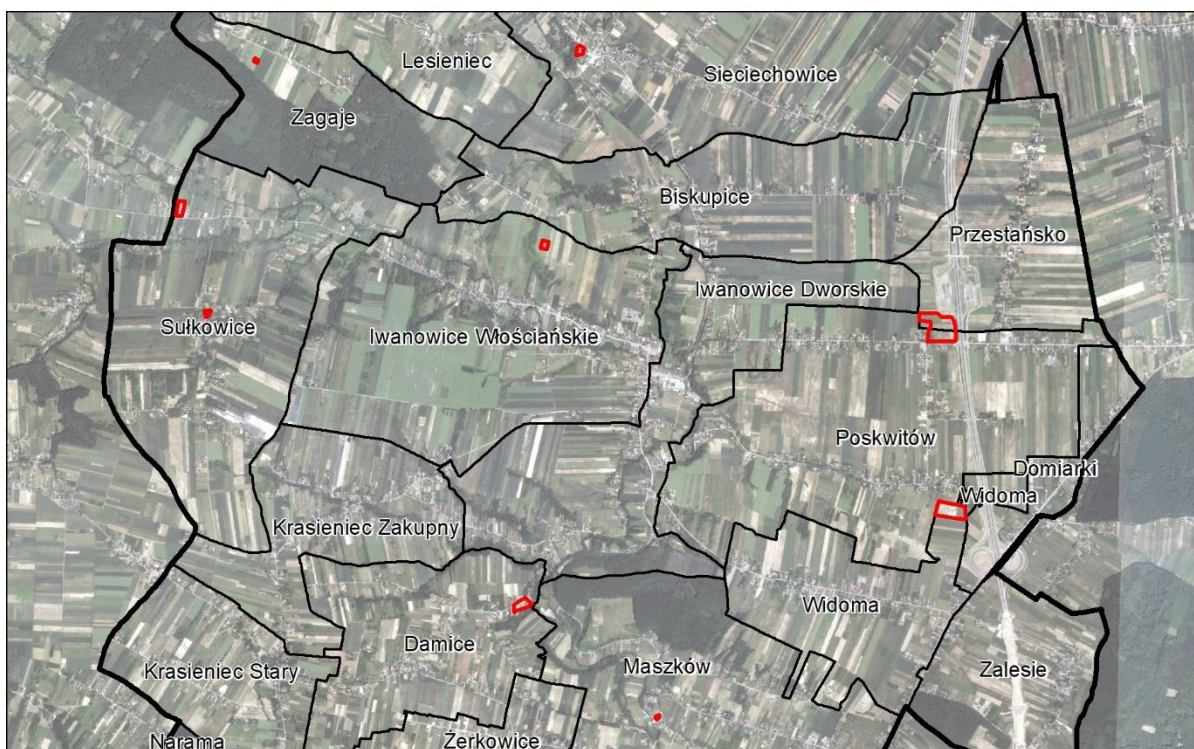 Lesieniec
Sieciechowice
Zagaje
Biskupice
Przestańsko
Iwanowice Dworskie
Sułkowice
Iwanowice Włościańskie
Poskwitów
Domiarki
Widoma
Krasieniec Zakupny
Widoma
Damice
Maszków
Krasieniec Stary
Zalesie
Narama
Żerkowice